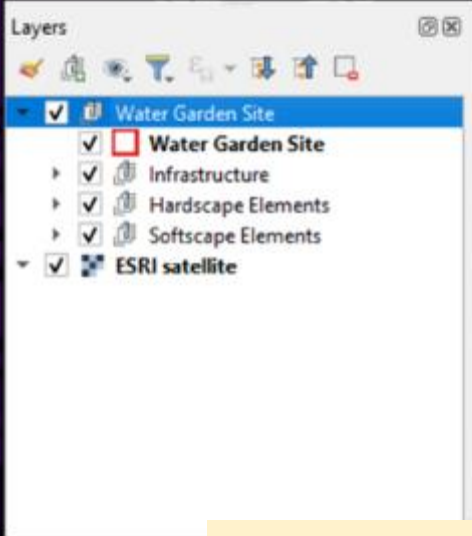 Layers
Water Garden Site
Water Garden Site
Infrastructure
Hardscape Elements
Softscape Elements
ESRI satellite